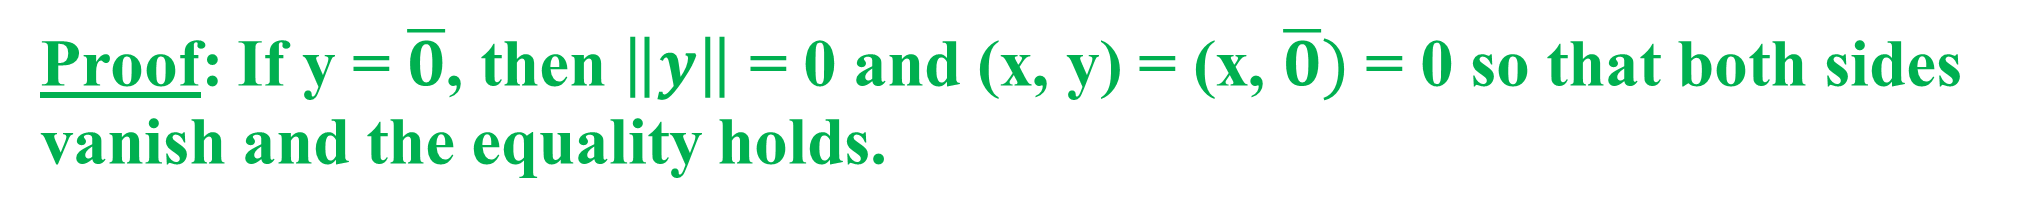 Proof: If y = 0̅, then ||y|| = 0 and (x, y) = (x, 0̅) = 0 so that both sides
vanish and the equality holds.